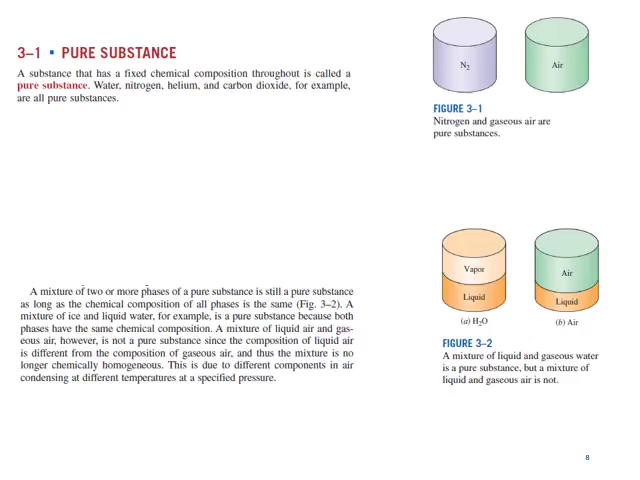 3–1 ▪ PURE SUBSTANCE
A substance that has a fixed chemical composition throughout is called a
pure substance. Water, nitrogen, helium, and carbon dioxide, for example,
are all pure substances.
N2
Air
FIGURE 3–1
Nitrogen and gaseous air are
pure substances.
A mixture of two or more phases of a pure substance is still a pure substance
as long as the chemical composition of all phases is the same (Fig. 3–2). A
mixture of ice and liquid water, for example, is a pure substance because both
phases have the same chemical composition. A mixture of liquid air and gas-
eous air, however, is not a pure substance since the composition of liquid air
is different from the composition of gaseous air, and thus the mixture is no
longer chemically homogeneous. This is due to different components in air
condensing at different temperatures at a specified pressure.
Vapor
Liquid
(a) H2O
Air
Liquid
(b) Air
FIGURE 3–2
A mixture of liquid and gaseous water
is a pure substance, but a mixture of
liquid and gaseous air is not.
8